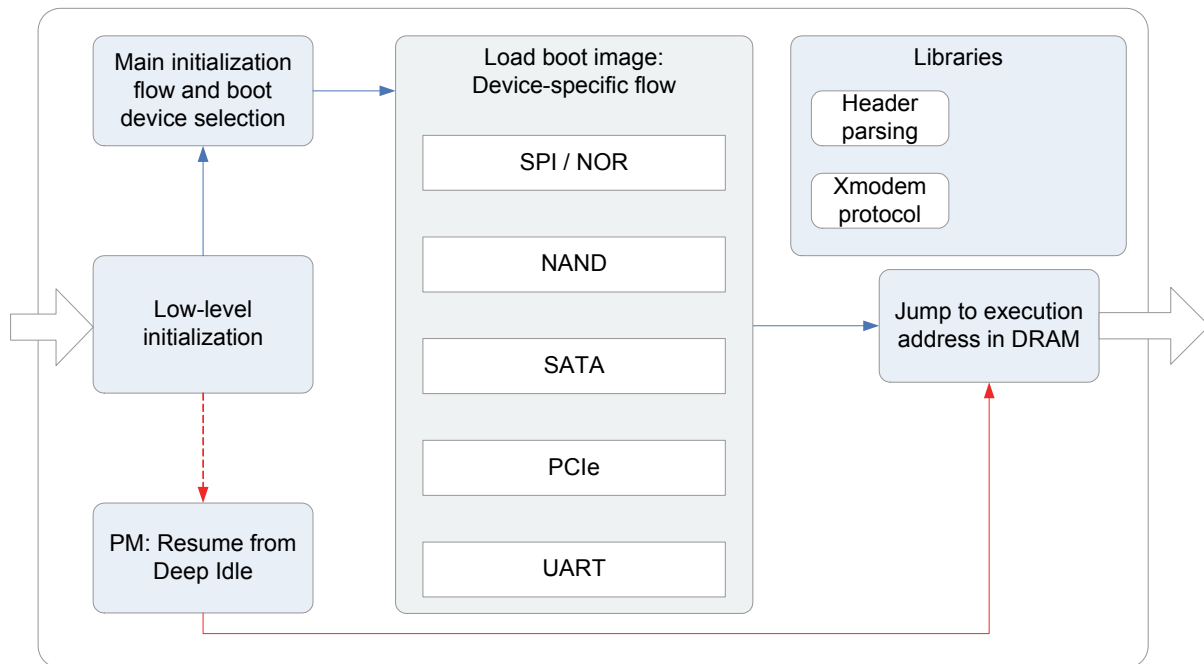 Main initialization
flow and boot
device selection
Load boot image:
Device-specific flow
SPI / NOR
NAND
SATA
PCIe
UART
Libraries
Header
parsing
Xmodem
protocol
Low-level
initialization
Jump to execution
address in DRAM
PM: Resume from
Deep Idle